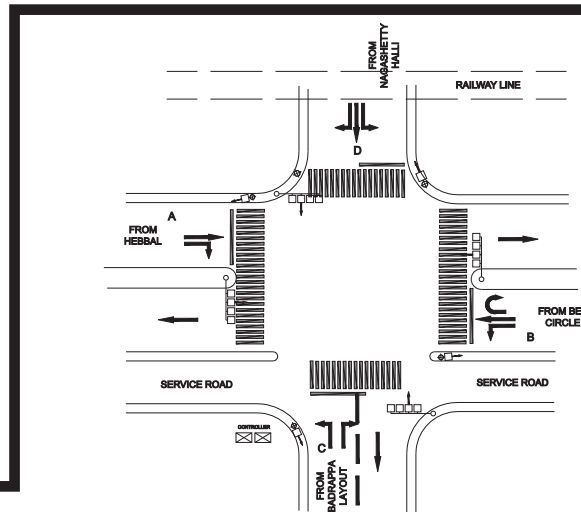 FROM
NAGASHETTY
HALLI
RAILWAY LINE
D
A
FROM
HEBBAL
FROM BE
CIRCLE
B
SERVICE ROAD
SERVICE ROAD
CONTROLLER
C
FROM
BADRAPPA
LAYOUT